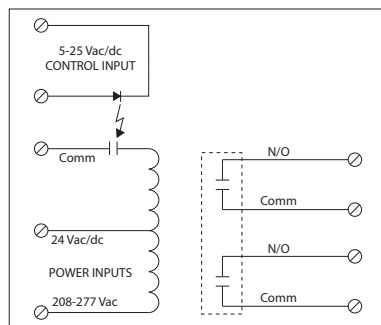 5-25 Vac/dc
CONTROL INPUT
Comm
24 Vac/dc
POWER INPUTS
208-277 Vac
N/O
Comm
N/O
Comm